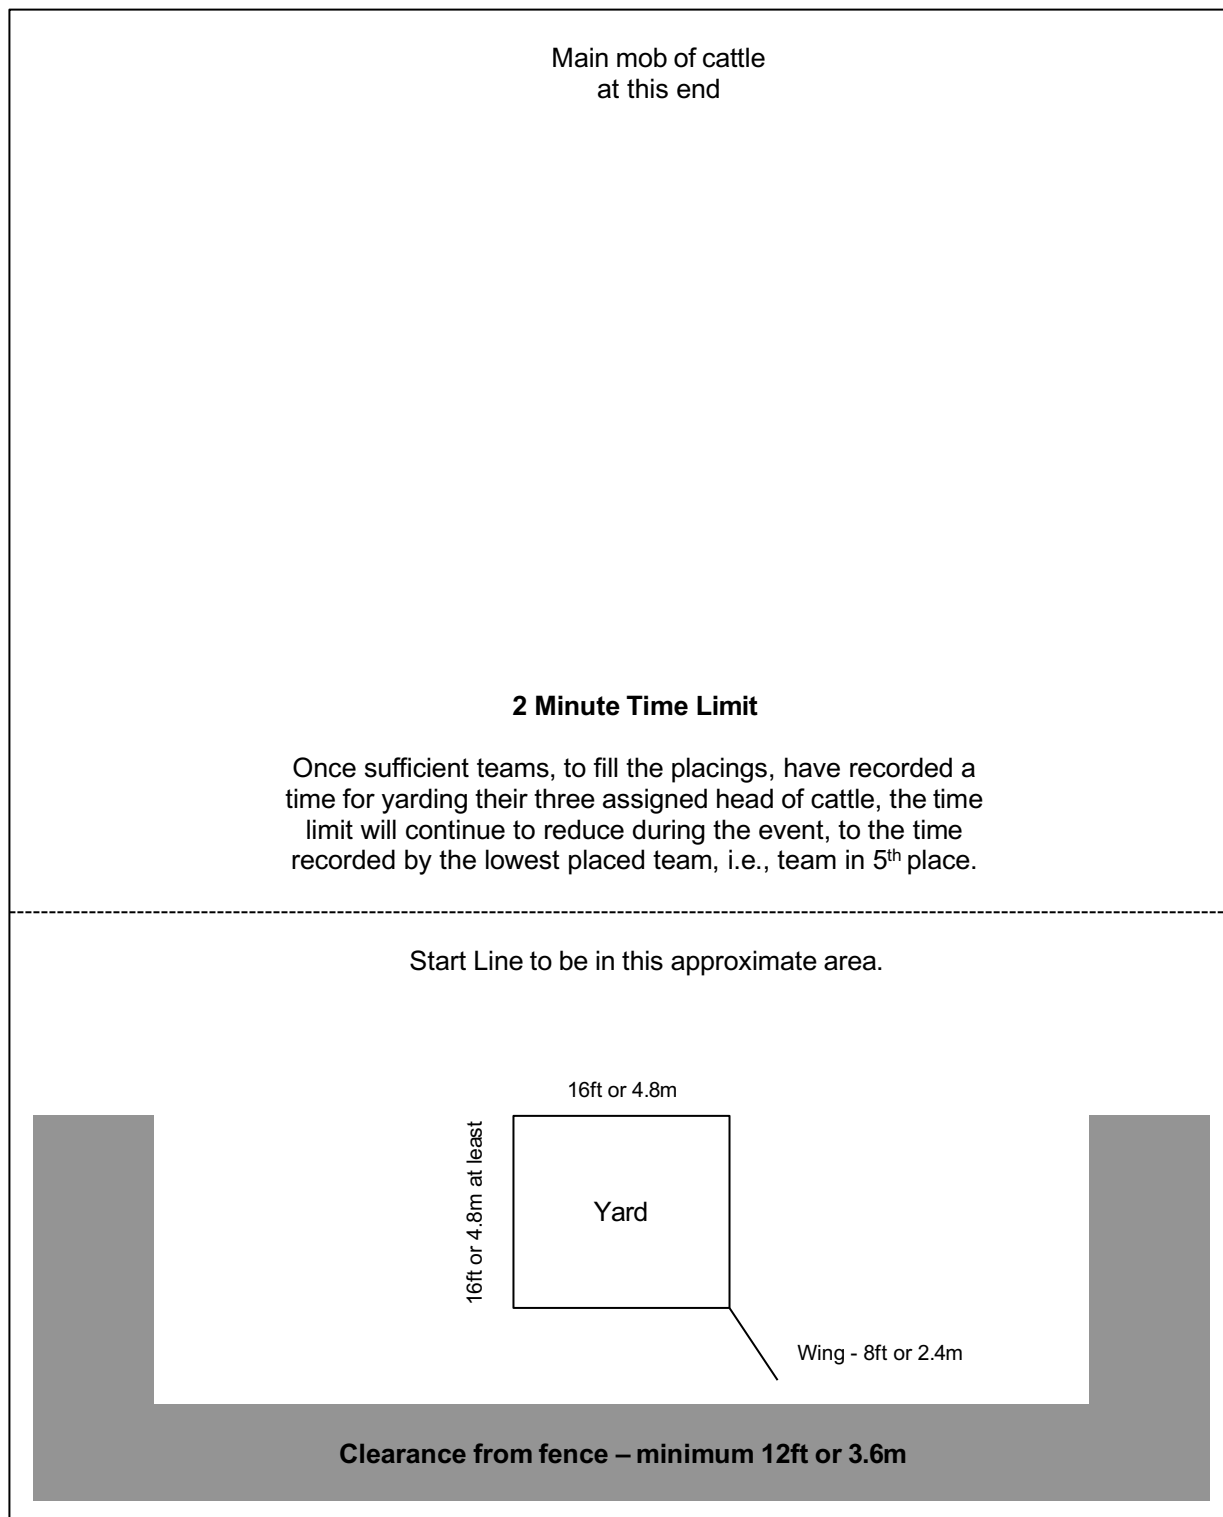 Main mob of cattle
at this end
2 Minute Time Limit
Once sufficient teams, to fill the placings, have recorded a
time for yarding their three assigned head of cattle, the time
limit will continue to reduce during the event, to the time
recorded by the lowest placed team, i.e., team in 5th place.
Start Line to be in this approximate area.
16ft or 4.8m
16ft or 4.8m at least
Yard
Wing - 8ft or 2.4m
Clearance from fence – minimum 12ft or 3.6m